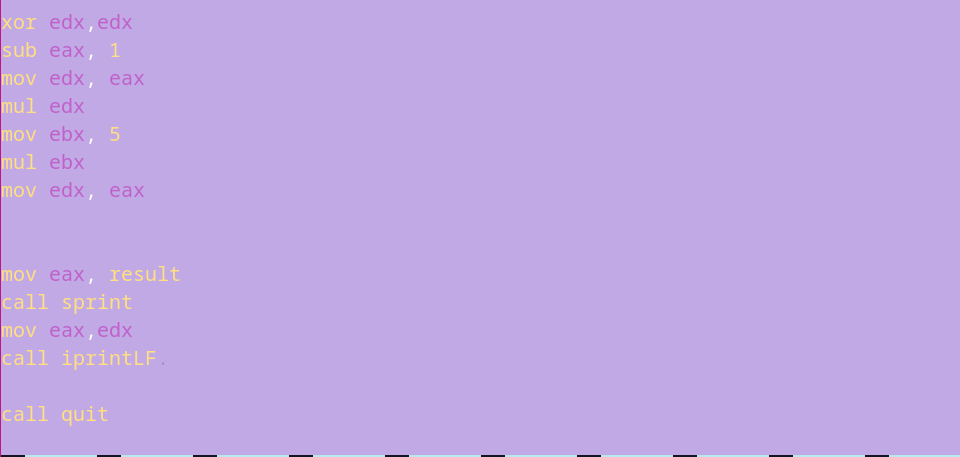 xor edx,edx
sub eax, 1
mov edx, eax
mul edx
mov ebx, 5
mul ebx
mov edx, eax
mov eax, result
call sprint
mov eax,edx
call iprintLF
call quit